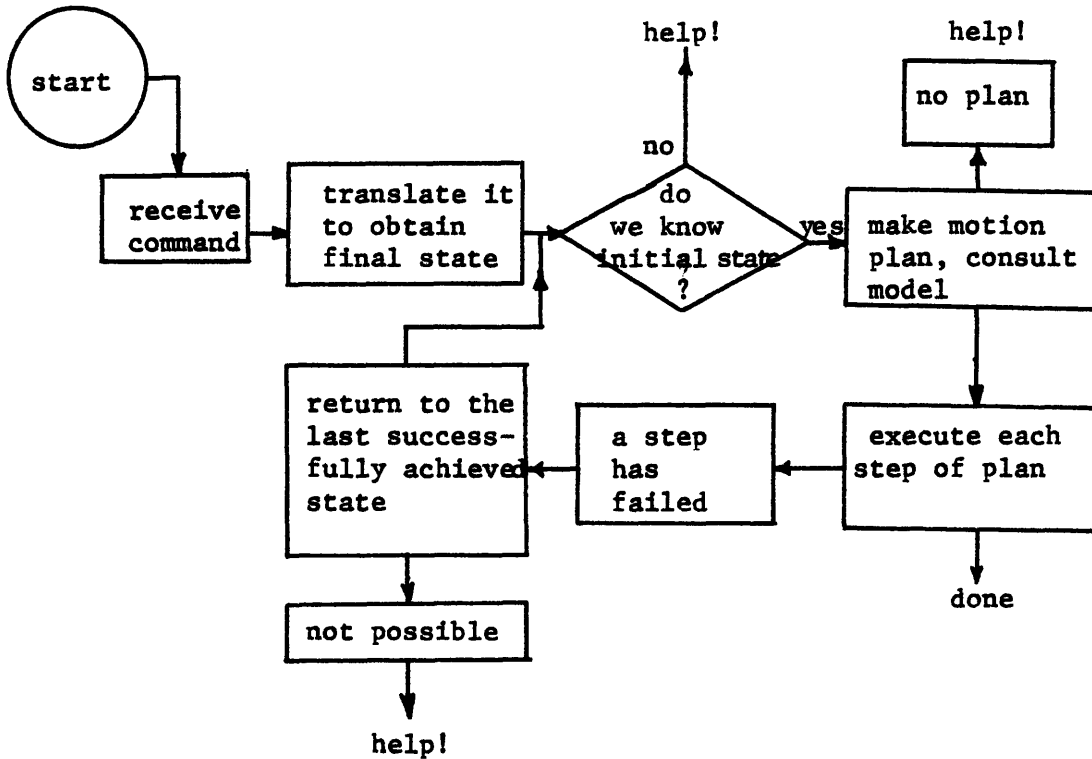 help!
help!
start
no plan
no
receive
command
translate it
to obtain
final state
do
we know
initial state
?
yes
make motion
plan, consult
model
return to the
last success-
fully achieved
state
a step
has
failed
execute each
step of plan
done
not possible
help!